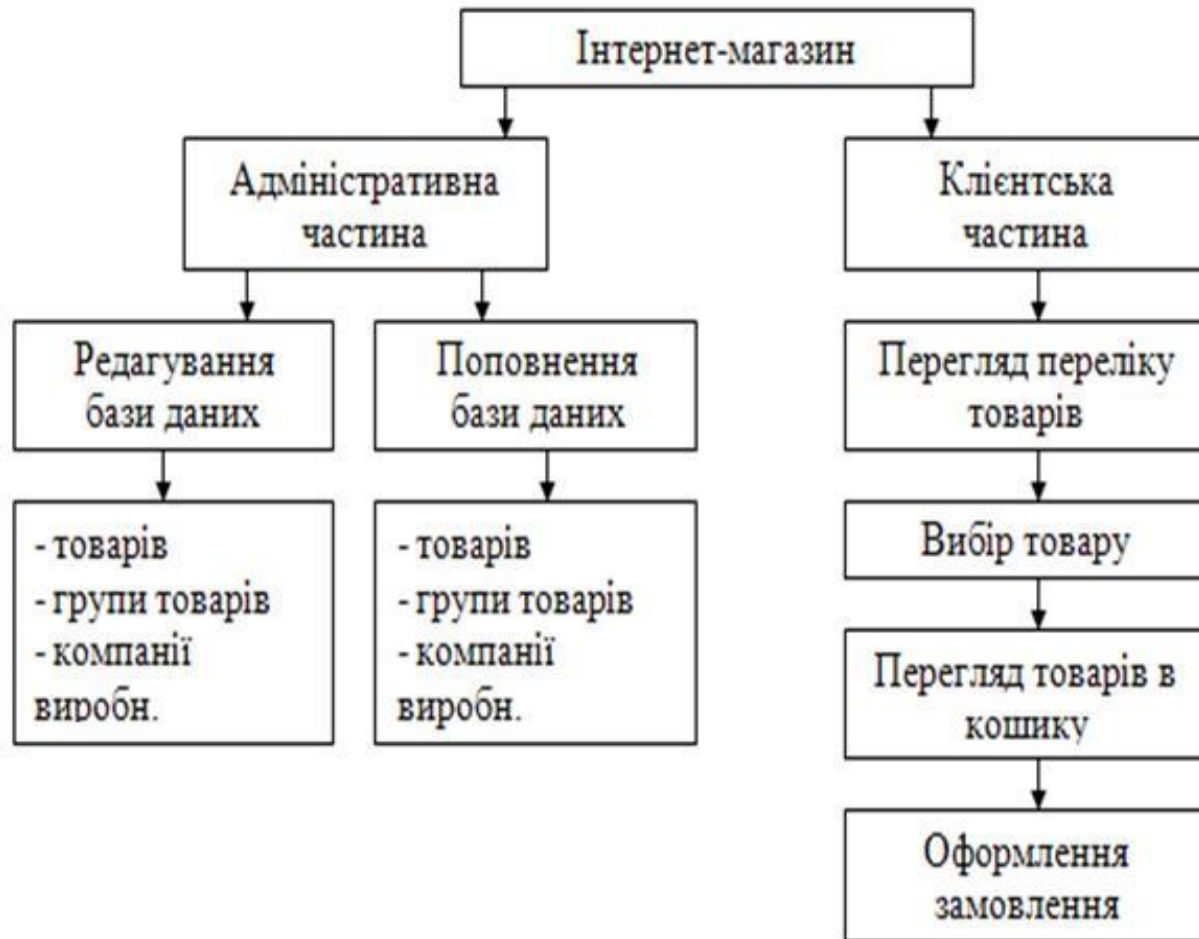 Інтернет-магазин
Адміністративна
частина
Клієнтська
частина
Редагування
бази даних
Поповнення
бази даних
Перегляд переліку
товарів
- товарів
- групи товарів
- компанії
виробн.
- товарів
- групи товарів
- компанії
виробн.
Вибір товару
Перегляд товарів в
кошику
Оформлення
замовлення